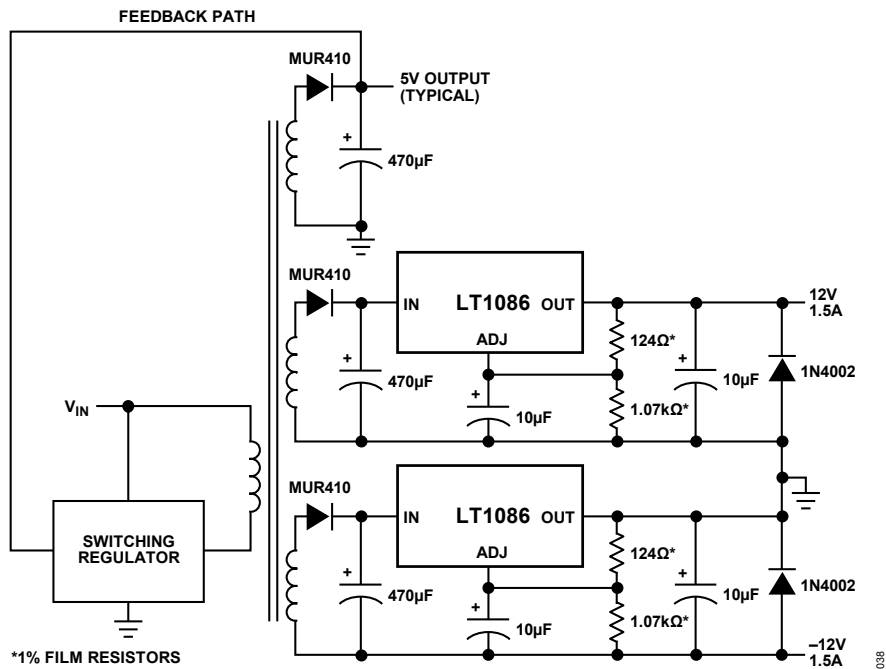 FEEDBACK PATH
MUR410
5V OUTPUT
(TYPICAL)
+
470µF
MUR410
IN
LT1086
OUT
ADJ
12V
1.5A
124Ω*
+
470µF
+
10µF
1.07kΩ*
+
10µF
1N4002
VIN
MUR410
IN
LT1086
OUT
ADJ
SWITCHING
REGULATOR
124Ω*
+
470µF
+
10µF
1.07kΩ*
+
10µF
1N4002
–12V
1.5A
*1% FILM RESISTORS
038